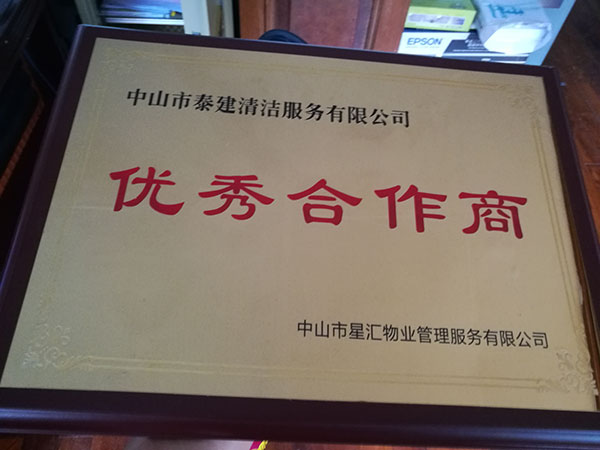 EPSON
中山市泰建清洁服务有限公司
优秀合作商
中山市星汇物业管理服务有限公司